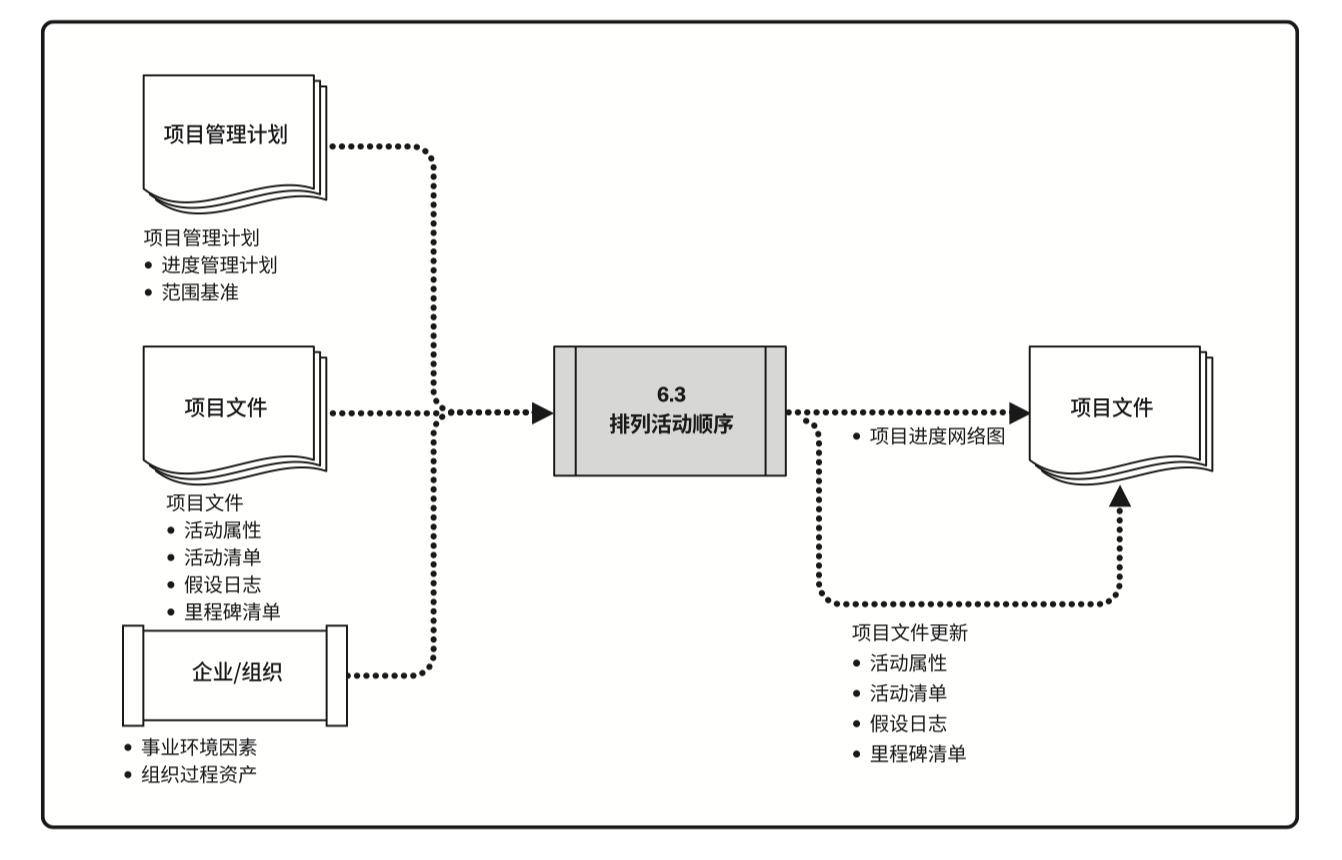 项目管理计划
项目管理计划
• 进度管理计划
• 范围基准
项目文件
项目文件
• 活动属性
• 活动清单
• 假设日志
• 里程碑清单
企业/组织
• 事业环境因素
• 组织过程资产
6.3
排列活动顺序
• 项目进度网络图
项目文件
项目文件更新
• 活动属性
• 活动清单
• 假设日志
• 里程碑清单